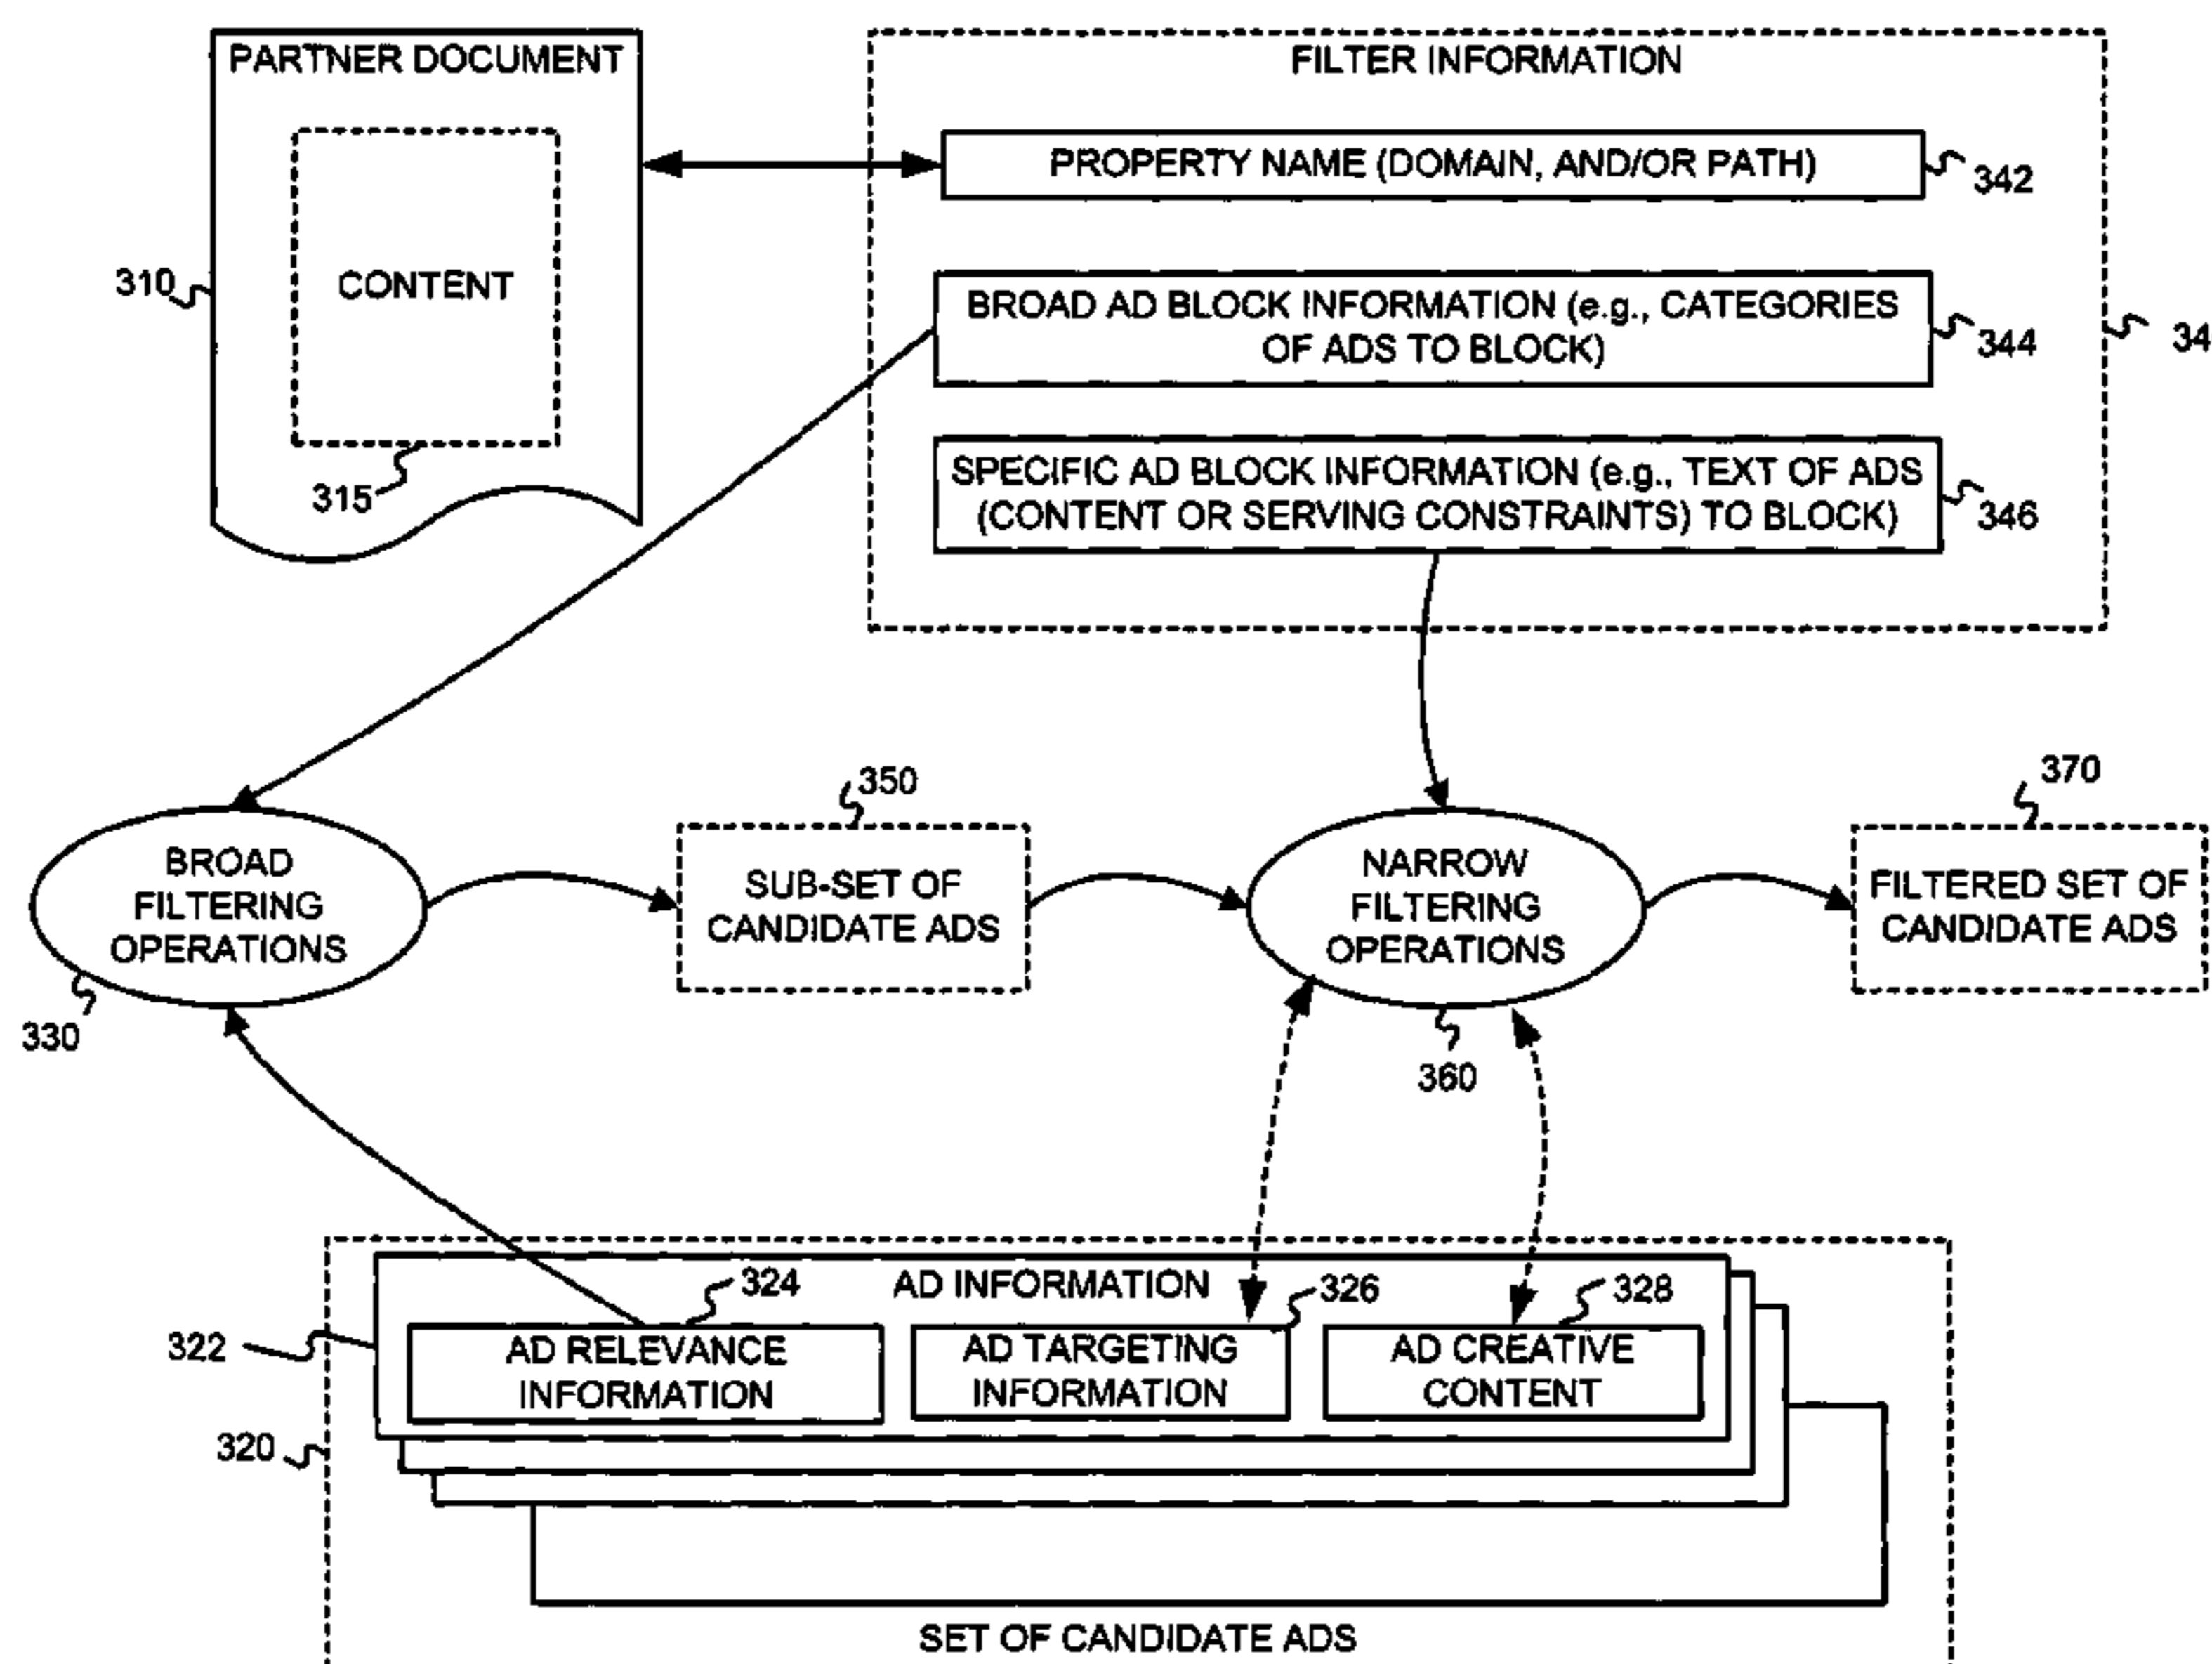 PARTNER DOCUMENT
CONTENT
310
315
FILTER INFORMATION
PROPERTY NAME (DOMAIN, AND/OR PATH)
342
BROAD AD BLOCK INFORMATION (e.g., CATEGORIES
OF ADS TO BLOCK)
344
34
SPECIFIC AD BLOCK INFORMATION (e.g., TEXT OF ADS
(CONTENT OR SERVING CONSTRAINTS) TO BLOCK)
346
BROAD
FILTERING
OPERATIONS
330
350
SUB-SET OF
CANDIDATE ADS
NARROW
FILTERING
OPERATIONS
360
370
FILTERED SET OF
CANDIDATE ADS
AD INFORMATION
322
324
AD RELEVANCE
INFORMATION
326
AD TARGETING
INFORMATION
328
AD CREATIVE
CONTENT
320
SET OF CANDIDATE ADS